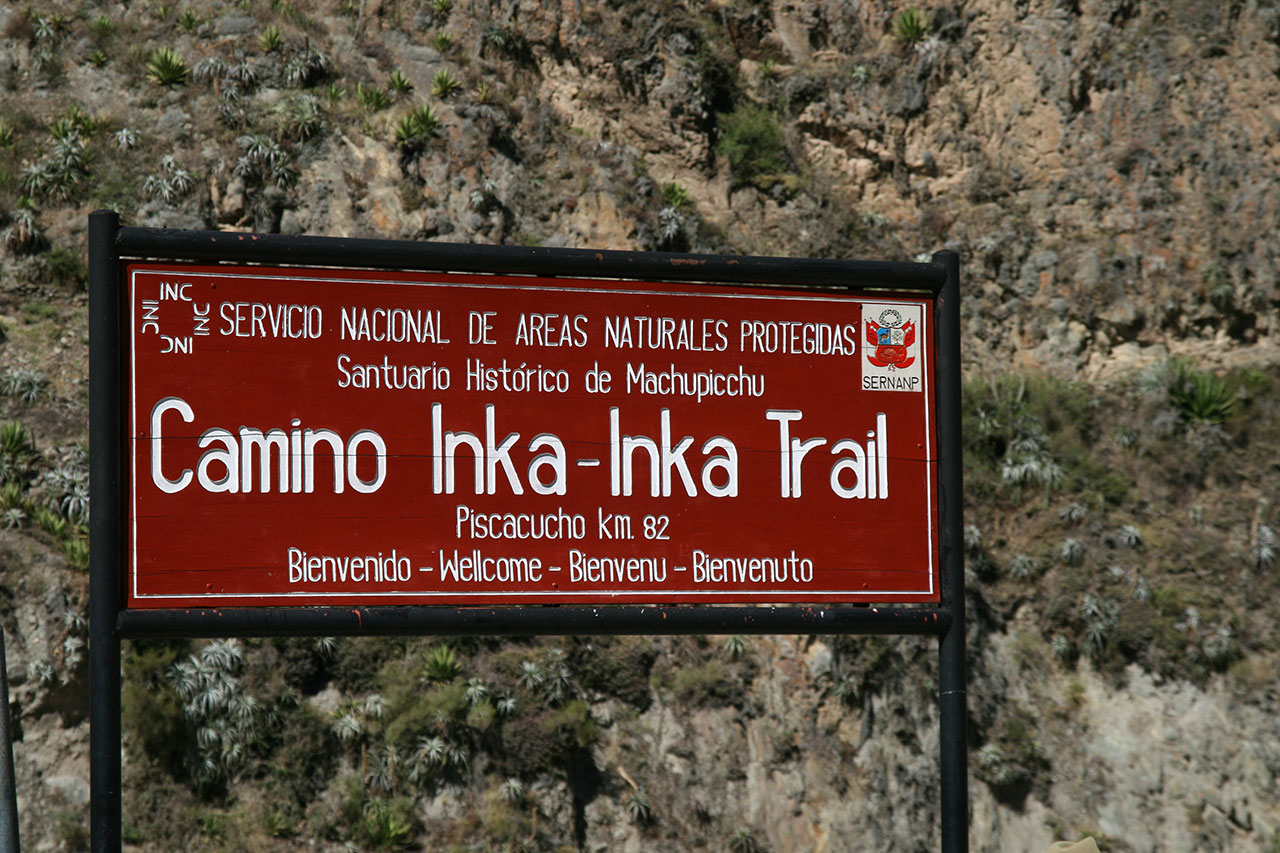 INC
INC
INC
INC
SERVICIO NACIONAL DE AREAS NATURALES PROTEGIDAS
SERNANP
Santuario Histórico de Machupicchu
Camino Inka - Inka Trail
Piscacucho km. 82
Bienvenido - Wellcome - Bienvenu - Bienvenuto